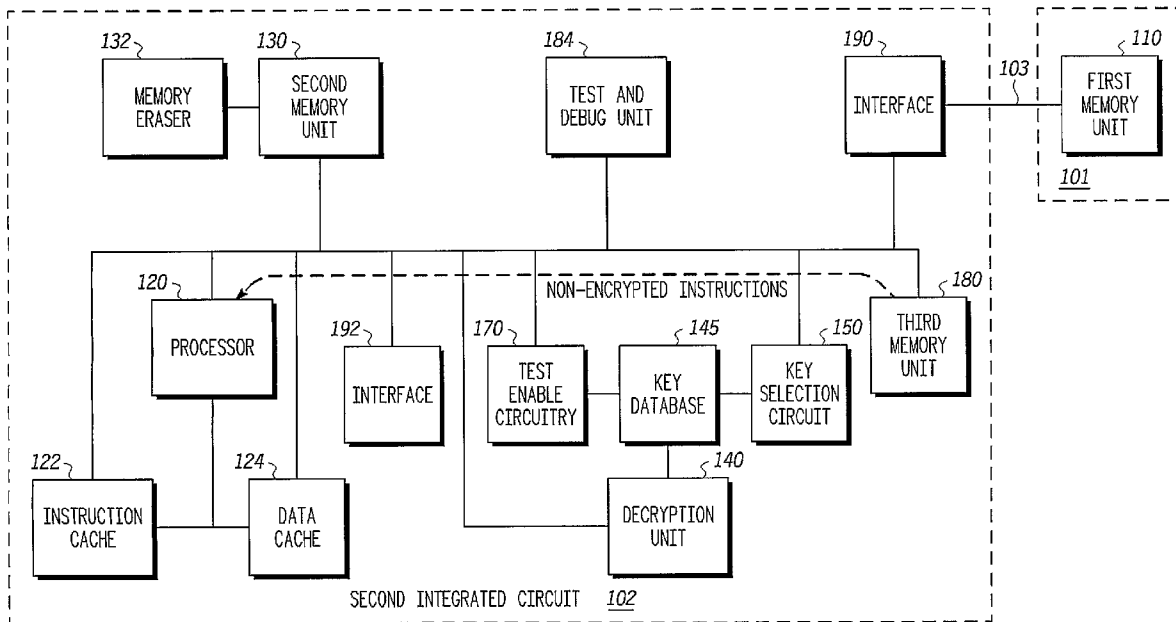 132
MEMORY
ERASER
130
SECOND
MEMORY
UNIT
184
TEST AND
DEBUG UNIT
190
INTERFACE
103
110
FIRST
MEMORY
UNIT
101
120
PROCESSOR
NON-ENCRYPTED INSTRUCTIONS
192
INTERFACE
170
TEST
ENABLE
CIRCUITRY
145
KEY
DATABASE
150
KEY
SELECTION
CIRCUIT
180
THIRD
MEMORY
UNIT
122
INSTRUCTION
CACHE
124
DATA
CACHE
140
DECRYPTION
UNIT
SECOND INTEGRATED CIRCUIT 102